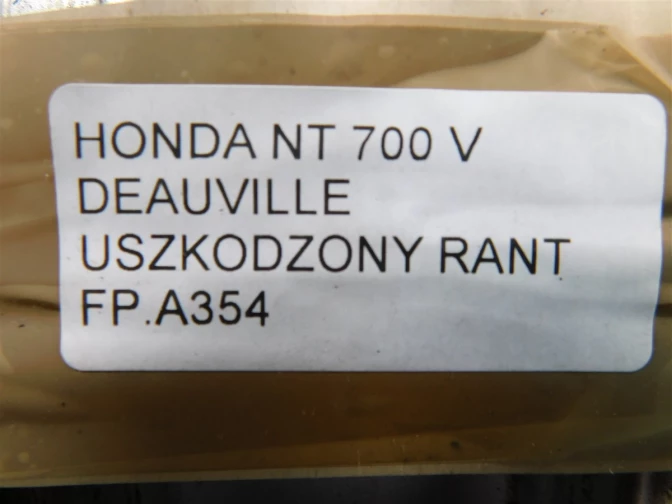 HONDA NT 700 V
DEAUVILLE
USZKODZONY RANT
FP.A354